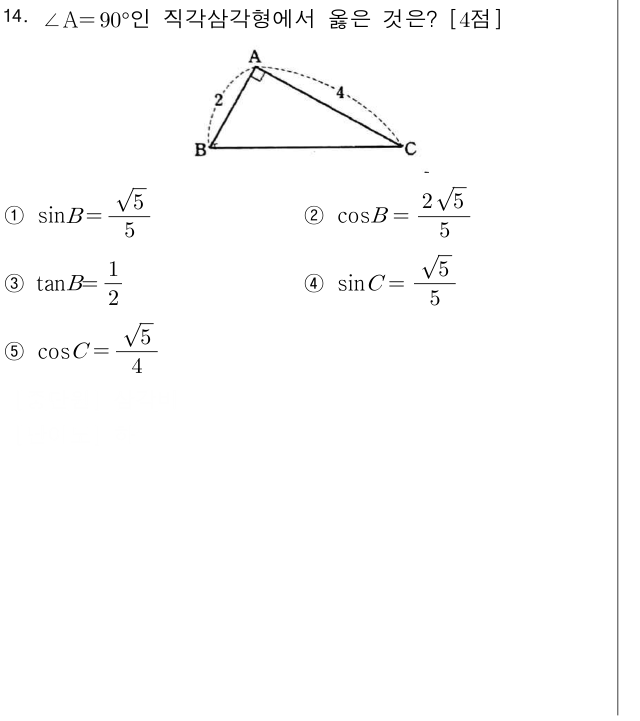 14. ∠A=90°인 직각삼각형에서 옳은 것은? [4점]
A
2
4
B
C
① sinB=√5/5 ② cosB=2√5/5
③ tanB=1/2 ④ sinC=√5/5
⑤ cosC=√5/4